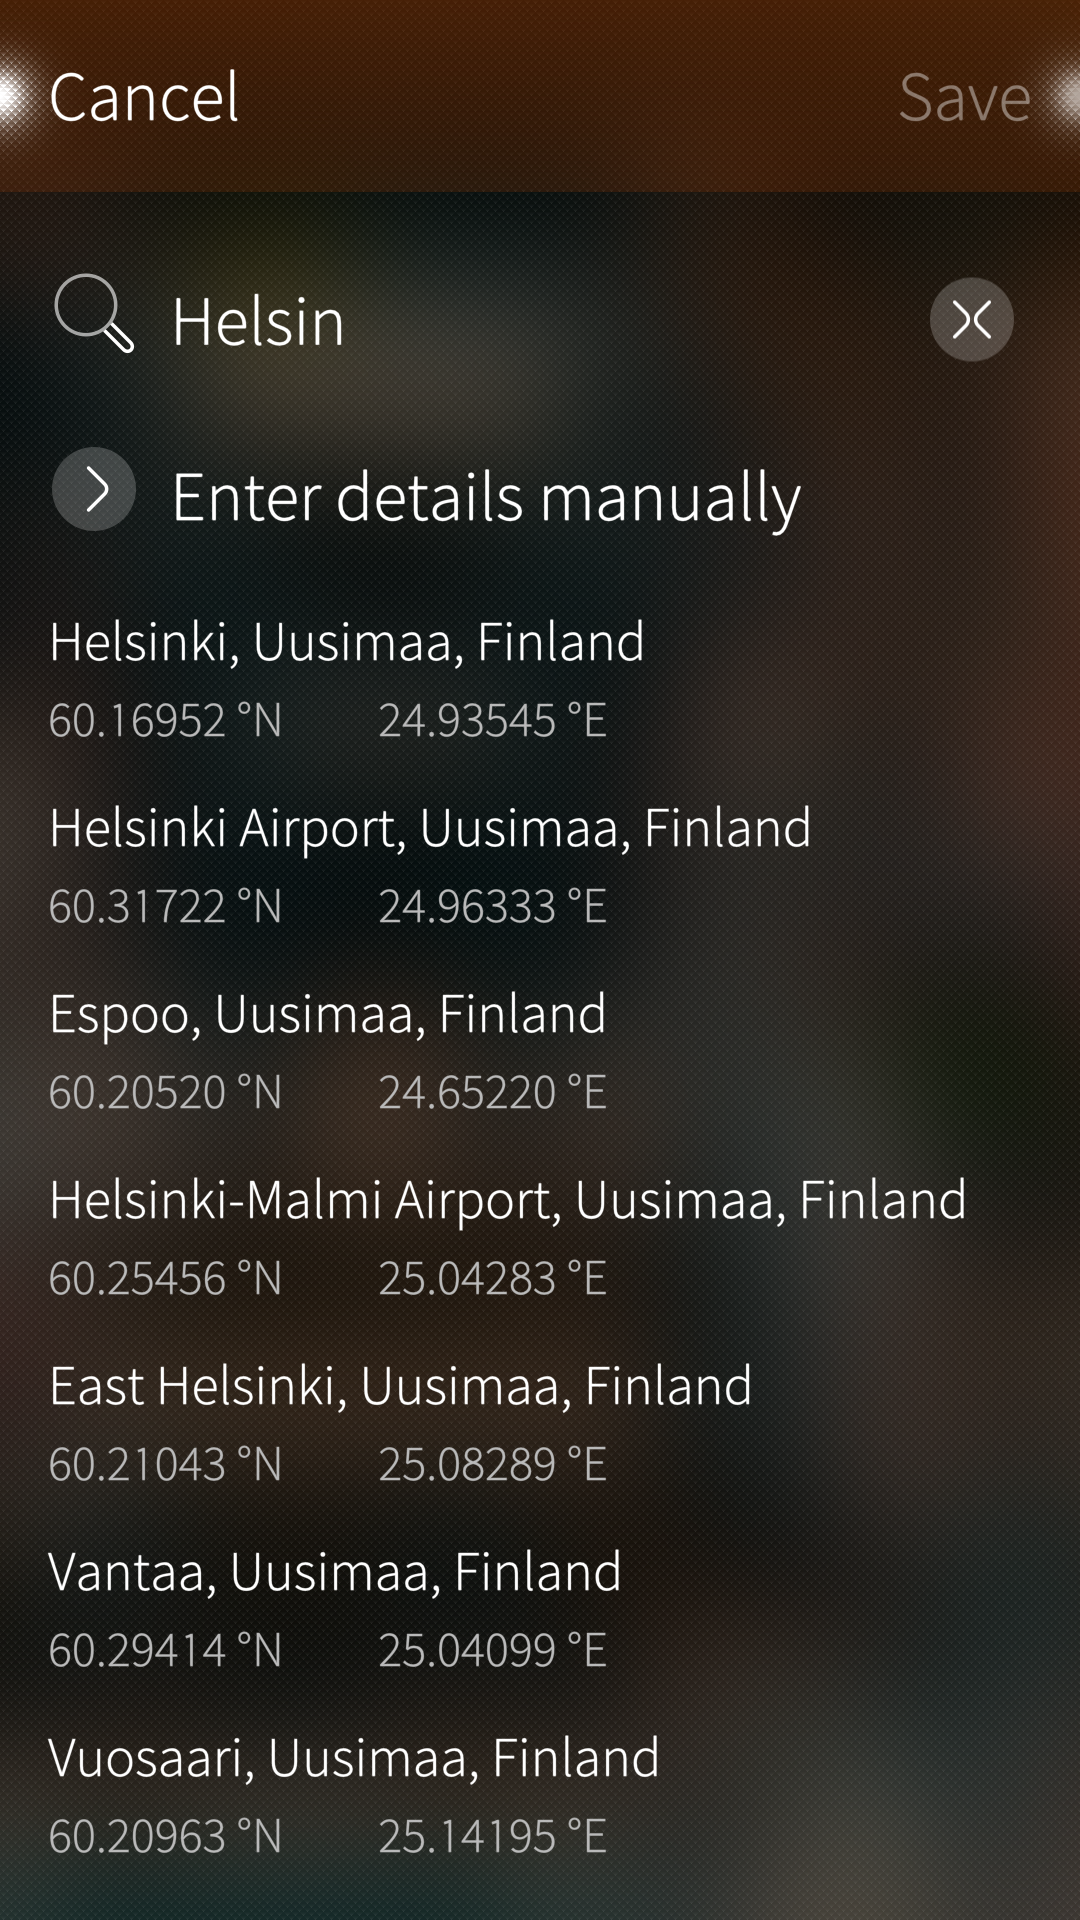 Cancel Save
Helsin
Enter details manually
Helsinki, Uusimaa, Finland
60.16952 °N 24.93545 °E
Helsinki Airport, Uusimaa, Finland
60.31722 °N 24.96333 °E
Espoo, Uusimaa, Finland
60.20520 °N 24.65220 °E
Helsinki-Malmi Airport, Uusimaa, Finland
60.25456 °N 25.04283 °E
East Helsinki, Uusimaa, Finland
60.21043 °N 25.08289 °E
Vantaa, Uusimaa, Finland
60.29414 °N 25.04099 °E
Vuosaari, Uusimaa, Finland
60.20963 °N 25.14195 °E